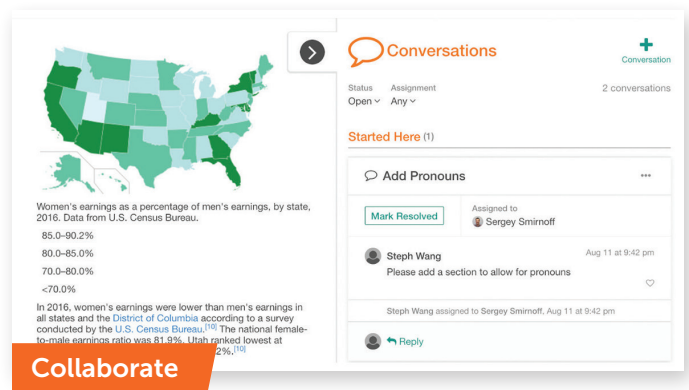 Women's earnings as a percentage of men's earnings, by state,
2016. Data from U.S. Census Bureau.
85.0–90.2%
80.0–85.0%
70.0–80.0%
<70.0%
In 2016, women's earnings were lower than men's earnings in
all states and the District of Columbia according to a survey
conducted by the U.S. Census Bureau.[10] The national female-
to-male earnings ratio was 81.9%. Utah ranked lowest at
2%.[10]
Collaborate
Conversations
Conversation
Status Assignment
Open Any
2 conversations
Started Here (1)
Add Pronouns
Mark Resolved
Assigned to
Sergey Smirnoff
Steph Wang
Aug 11 at 9:42 pm
Please add a section to allow for pronouns
Steph Wang assigned to Sergey Smirnoff, Aug 11 at 9:42 pm
Reply